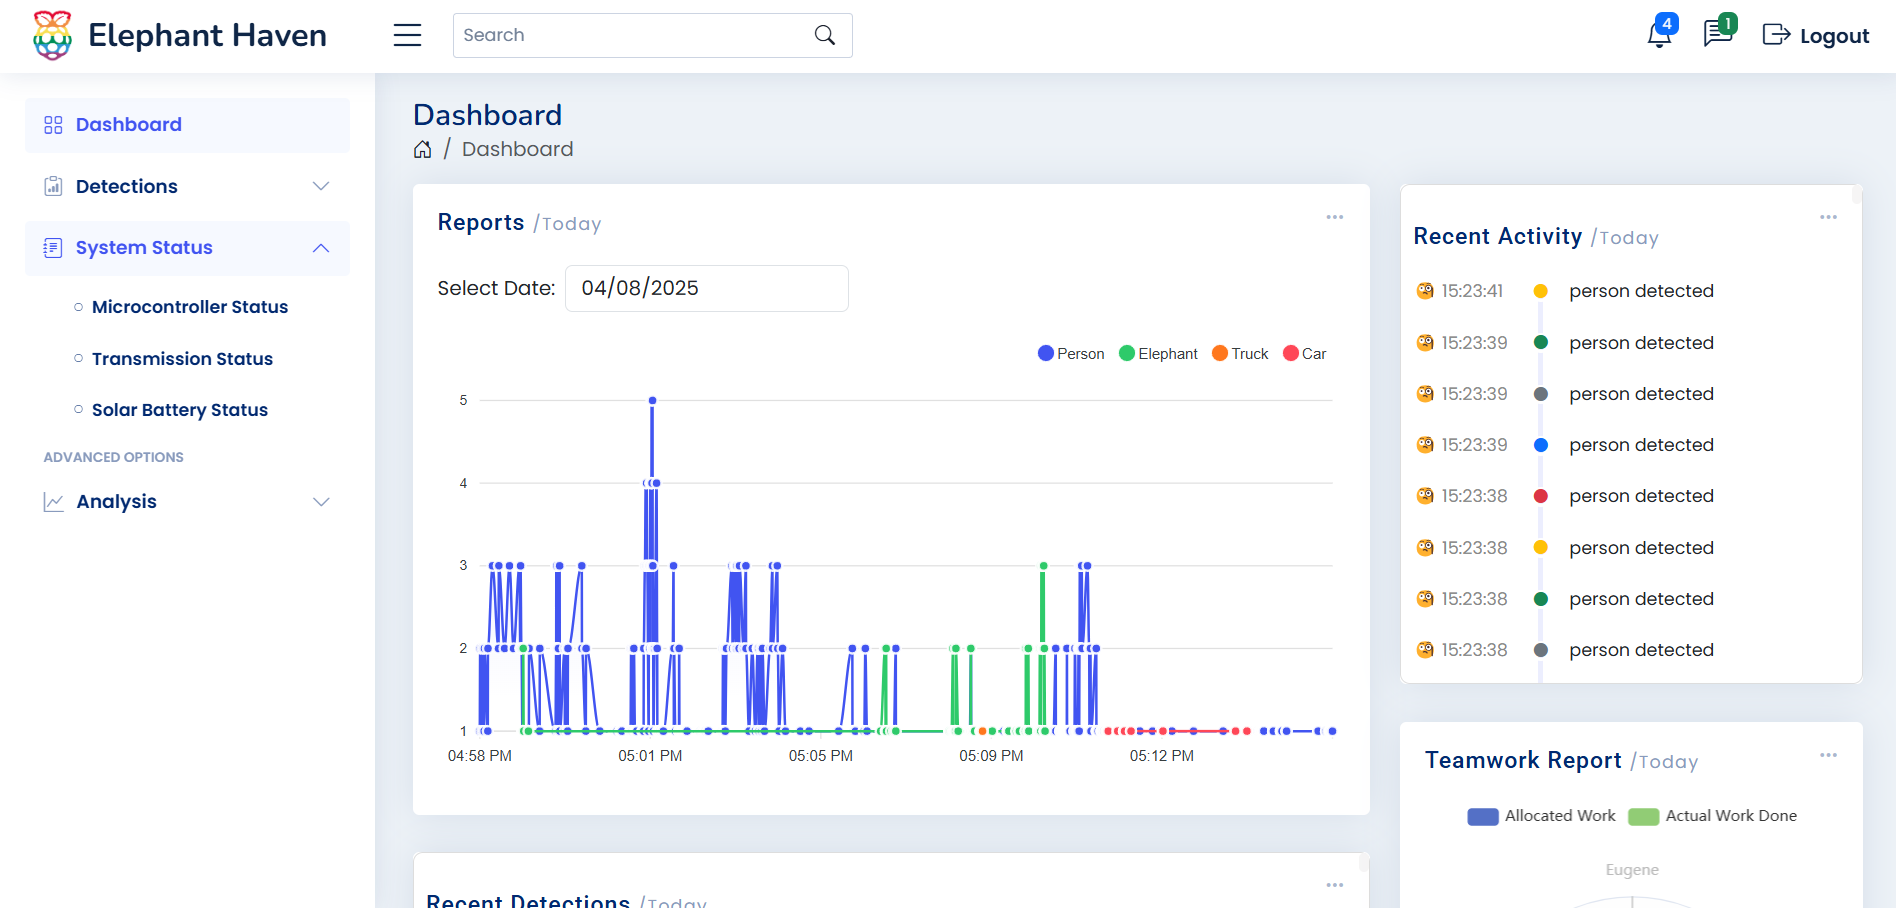 Elephant Haven
Search
4
1
Logout
Dashboard
Detections
System Status
Microcontroller Status
Transmission Status
Solar Battery Status
ADVANCED OPTIONS
Analysis
Dashboard
/ Dashboard
Reports /Today
Select Date: 04/08/2025
Person Elephant Truck Car
5
4
3
2
1
04:58 PM 05:01 PM 05:05 PM 05:09 PM 05:12 PM
Recent Detections /Today
Recent Activity /Today
15:23:41 person detected
15:23:39 person detected
15:23:39 person detected
15:23:39 person detected
15:23:38 person detected
15:23:38 person detected
15:23:38 person detected
15:23:38 person detected
Teamwork Report /Today
Allocated Work Actual Work Done
Eugene